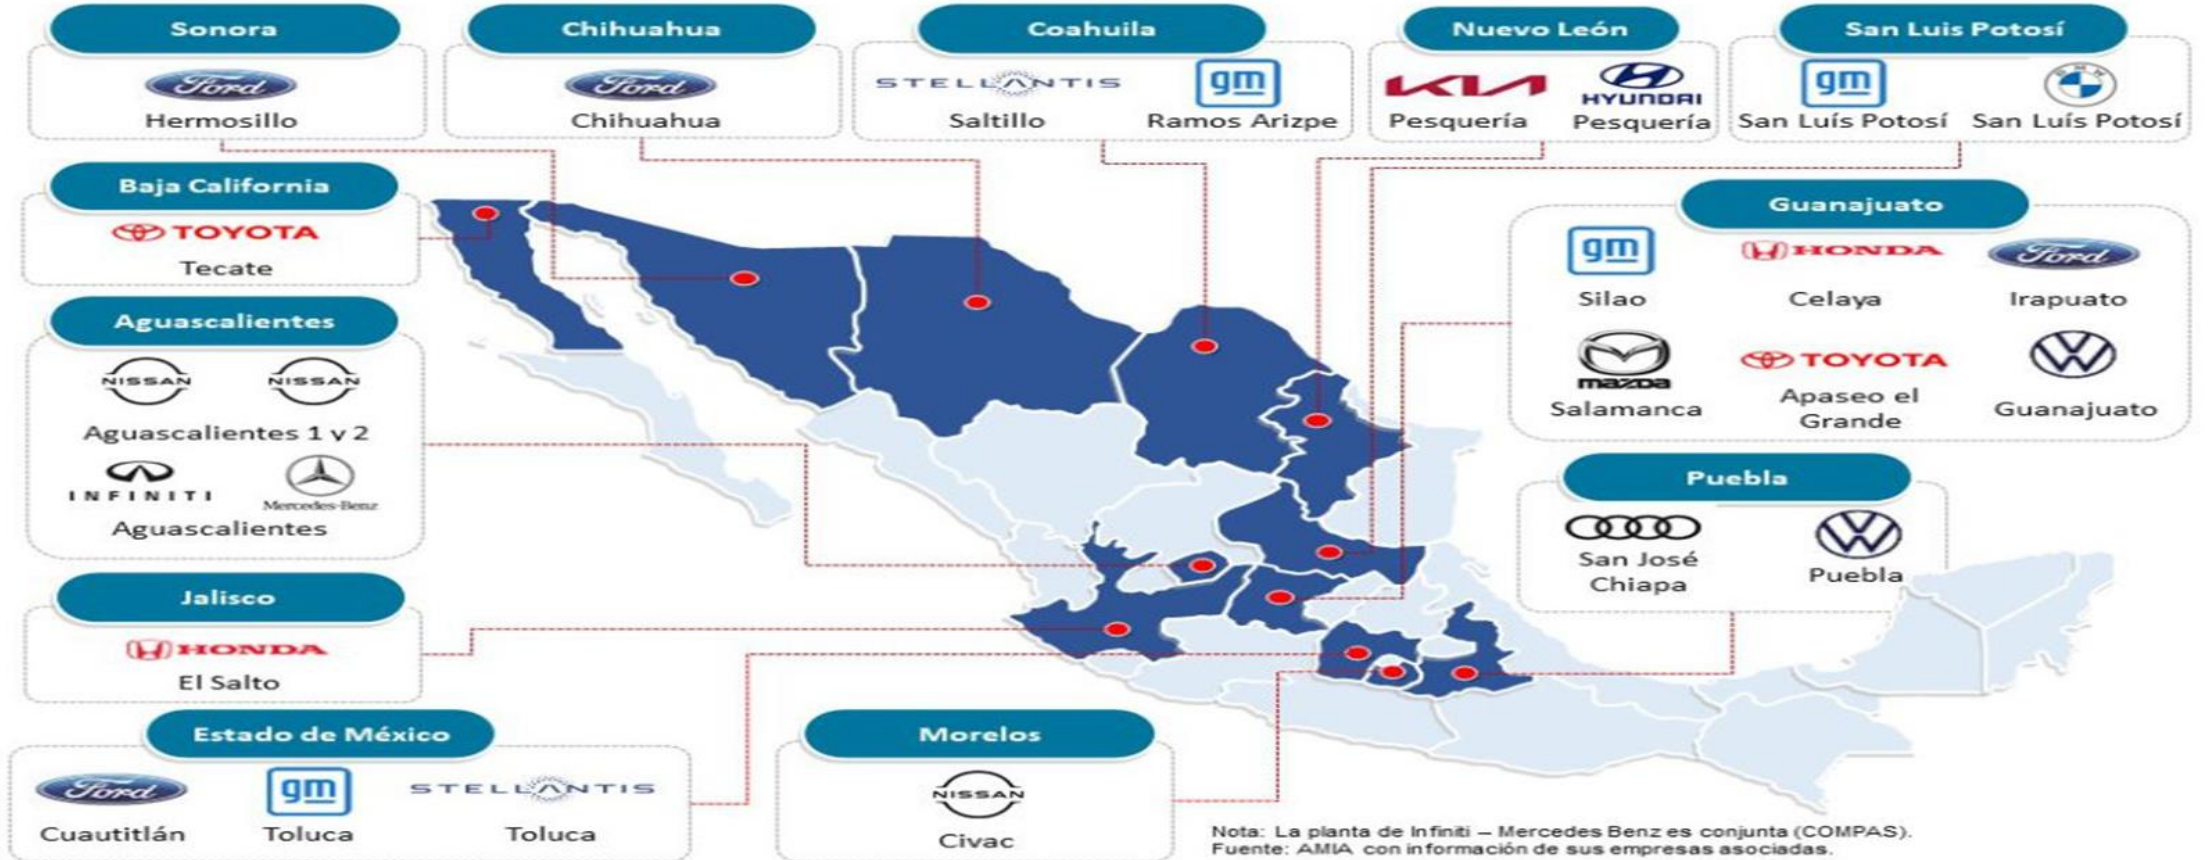 Sonora
Ford
Hermosillo
Chihuahua
Ford
Chihuahua
Coahuila
STELLANTIS
Saltillo
gm
Ramos Arizpe
Nuevo León
KIA
Pesquería
HYUNDAI
Pesquería
San Luis Potosí
gm
San Luís Potosí
BMW
San Luís Potosí
Baja California
TOYOTA
Tecate
Guanajuato
gm
Silao
HONDA
Celaya
Ford
Irapuato
mazda
Salamanca
TOYOTA
Apaseo el
Grande
VW
Guanajuato
Aguascalientes
NISSAN
NISSAN
Aguascalientes 1 y 2
INFINITI
Mercedes-Benz
Aguascalientes
Puebla
San José
Chiapa
VW
Puebla
Jalisco
HONDA
El Salto
Estado de México
Ford
Cuautitlán
gm
Toluca
STELLANTIS
Toluca
Morelos
NISSAN
Civac
Nota: La planta de Infiniti – Mercedes Benz es conjunta (COMPAS).
Fuente: AMIA con información de sus empresas asociadas.